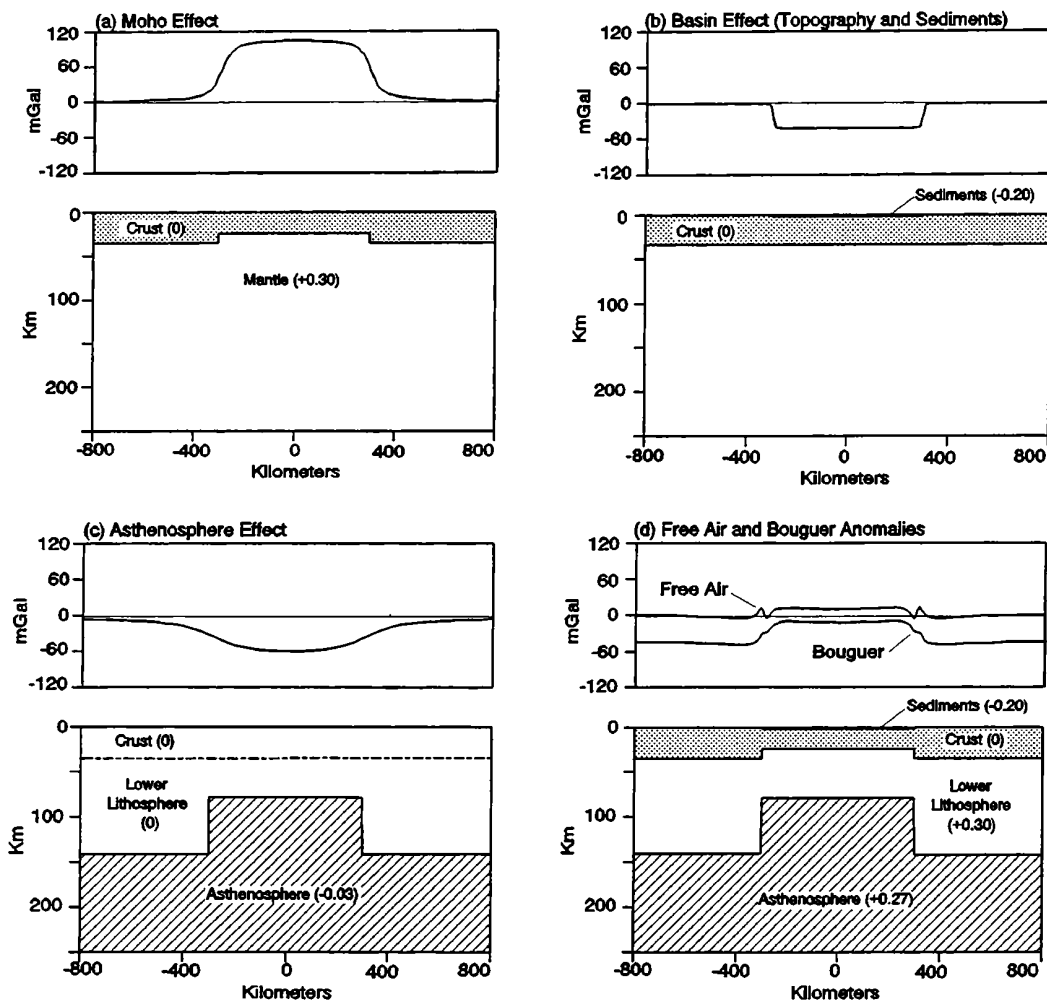 (a) Moho Effect
120
60
0
-60
-120
mGal
0
100
200
Km
Crust (0)
Mantle (+0.30)
-800 -400 0 400 800
Kilometers
(b) Basin Effect (Topography and Sediments)
120
60
0
-60
-120
mGal
Sediments (-0.20)
0
100
200
Km
Crust (0)
-800 -400 0 400 800
Kilometers
(c) Asthenosphere Effect
120
60
0
-60
-120
mGal
0
100
200
Km
Crust (0)
Lower
Lithosphere
(0)
Asthenosphere (-0.03)
-800 -400 0 400 800
Kilometers
(d) Free Air and Bouguer Anomalies
120
60
0
-60
-120
mGal
Free Air
Bouguer
Sediments (-0.20)
0
100
200
Km
Crust (0)
Lower
Lithosphere
(+0.30)
Asthenosphere (+0.27)
-800 -400 0 400 800
Kilometers